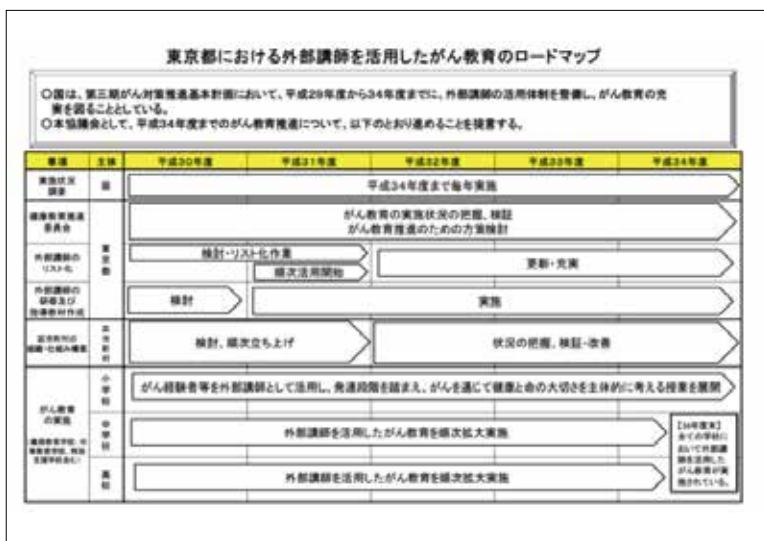 東京都における外部講師を活用したがん教育のロードマップ
○国は、第三期がん対策推進基本計画において、平成29年度から34年度までに、外部講師の活用体制を整備し、がん教育の充
実を図ることとしている。
○本協議会として、平成34年度までのがん教育推進について、以下のとおり進めることを提言する。
事項 主体 平成30年度 平成31年度 平成32年度 平成33年度 平成34年度
実施状況
調査
国
平成34年度まで毎年実施
健康教育推進
委員会
東京都
がん教育の実施状況の把握、検証
がん教育推進のための方策検討
外部講師の
リスト化
検討・リスト化作業
順次活用開始
更新・充実
外部講師の
研修及び
指導教材作成
検討
実施
区市町村の
組織・仕組み構築
区市町村
検討、順次立ち上げ
状況の把握、検証・改善
がん教育
の実施
小学校
がん経験者等を外部講師として活用し、発達段階を踏まえ、がんを通じて健康と命の大切さを主体的に考える授業を展開
中学校
外部講師を活用したがん教育を順次拡大実施
高校
外部講師を活用したがん教育を順次拡大実施
【34年度末】
全ての学校に
おいて外部講
師を活用した
がん教育が実
施されている。